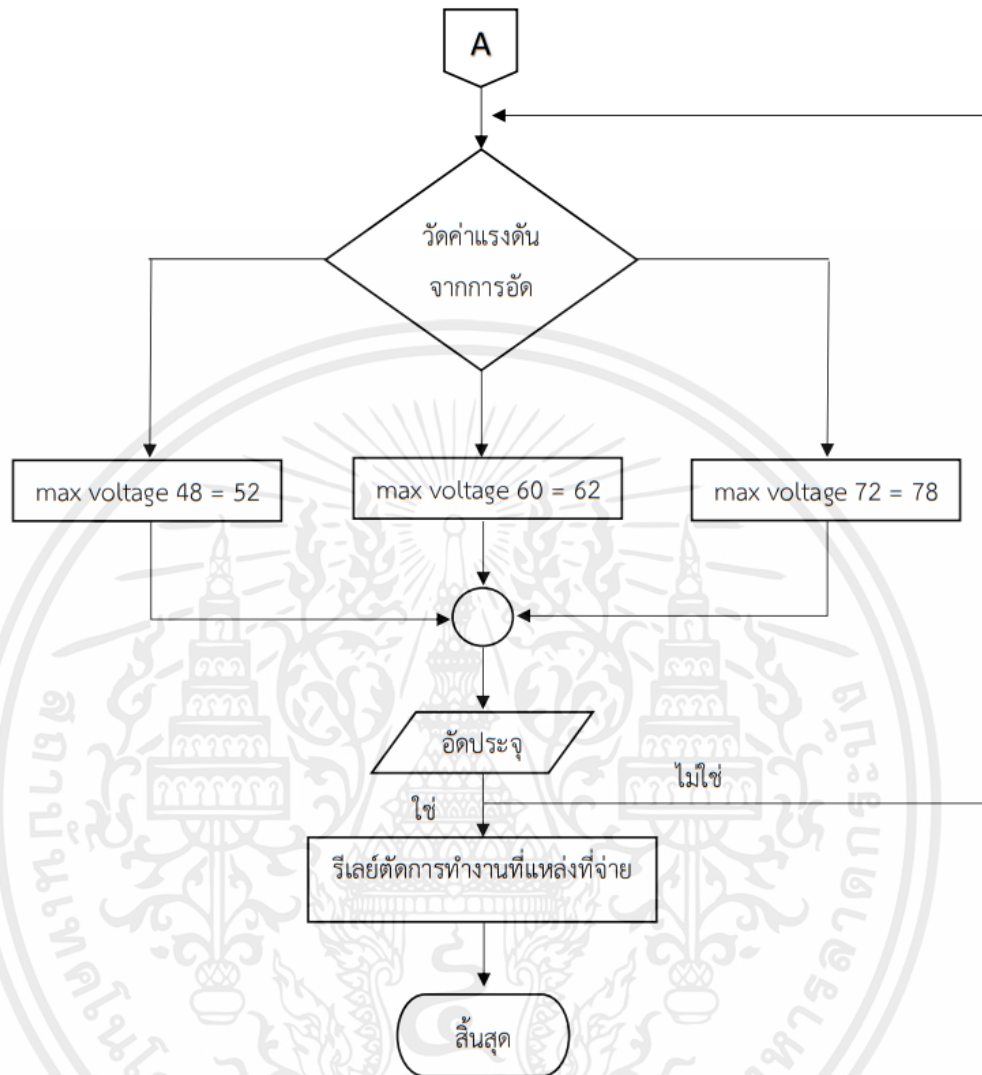 A
วัดค่าแรงดัน
จากการอัด
max voltage 48 = 52
max voltage 60 = 62
max voltage 72 = 78
อัดประจุ
ไม่ใช่
ใช่
รีเลย์ตัดการทำงานที่แหล่งที่จ่าย
สิ้นสุด